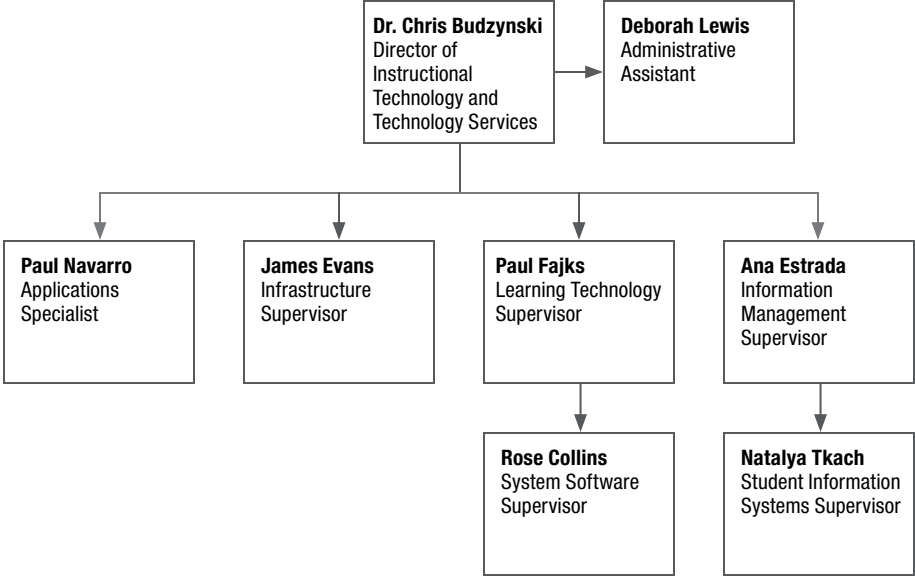 Dr. Chris Budzynski
Director of
Instructional
Technology and
Technology Services
Deborah Lewis
Administrative
Assistant
Paul Navarro
Applications
Specialist
James Evans
Infrastructure
Supervisor
Paul Fajks
Learning Technology
Supervisor
Ana Estrada
Information
Management
Supervisor
Rose Collins
System Software
Supervisor
Natalya Tkach
Student Information
Systems Supervisor